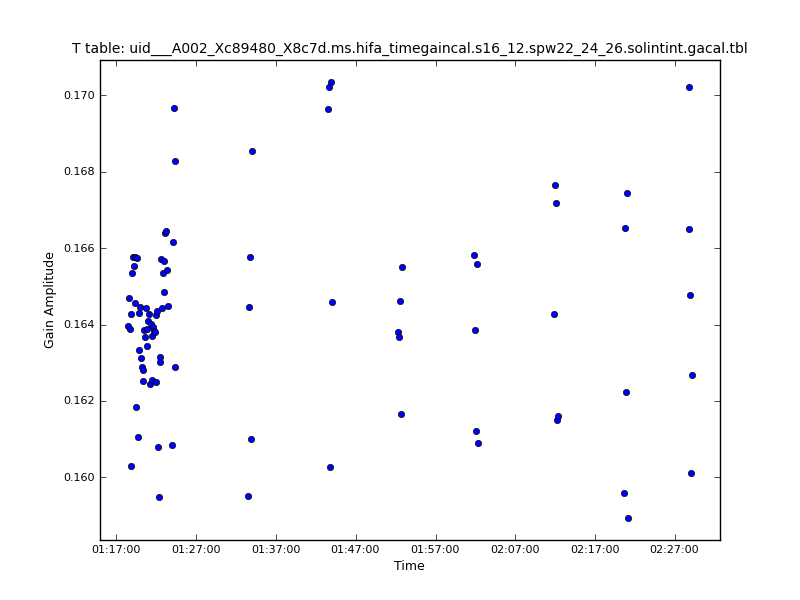 T table: uid___A002_Xc89480_X8c7d.ms.hifa_timegaincal.s16_12.spw22_24_26.solintint.gacal.tbl
0.170
0.168
0.166
0.164
0.162
0.160
Gain Amplitude
01:17:00 01:27:00 01:37:00 01:47:00 01:57:00 02:07:00 02:17:00 02:27:00
Time